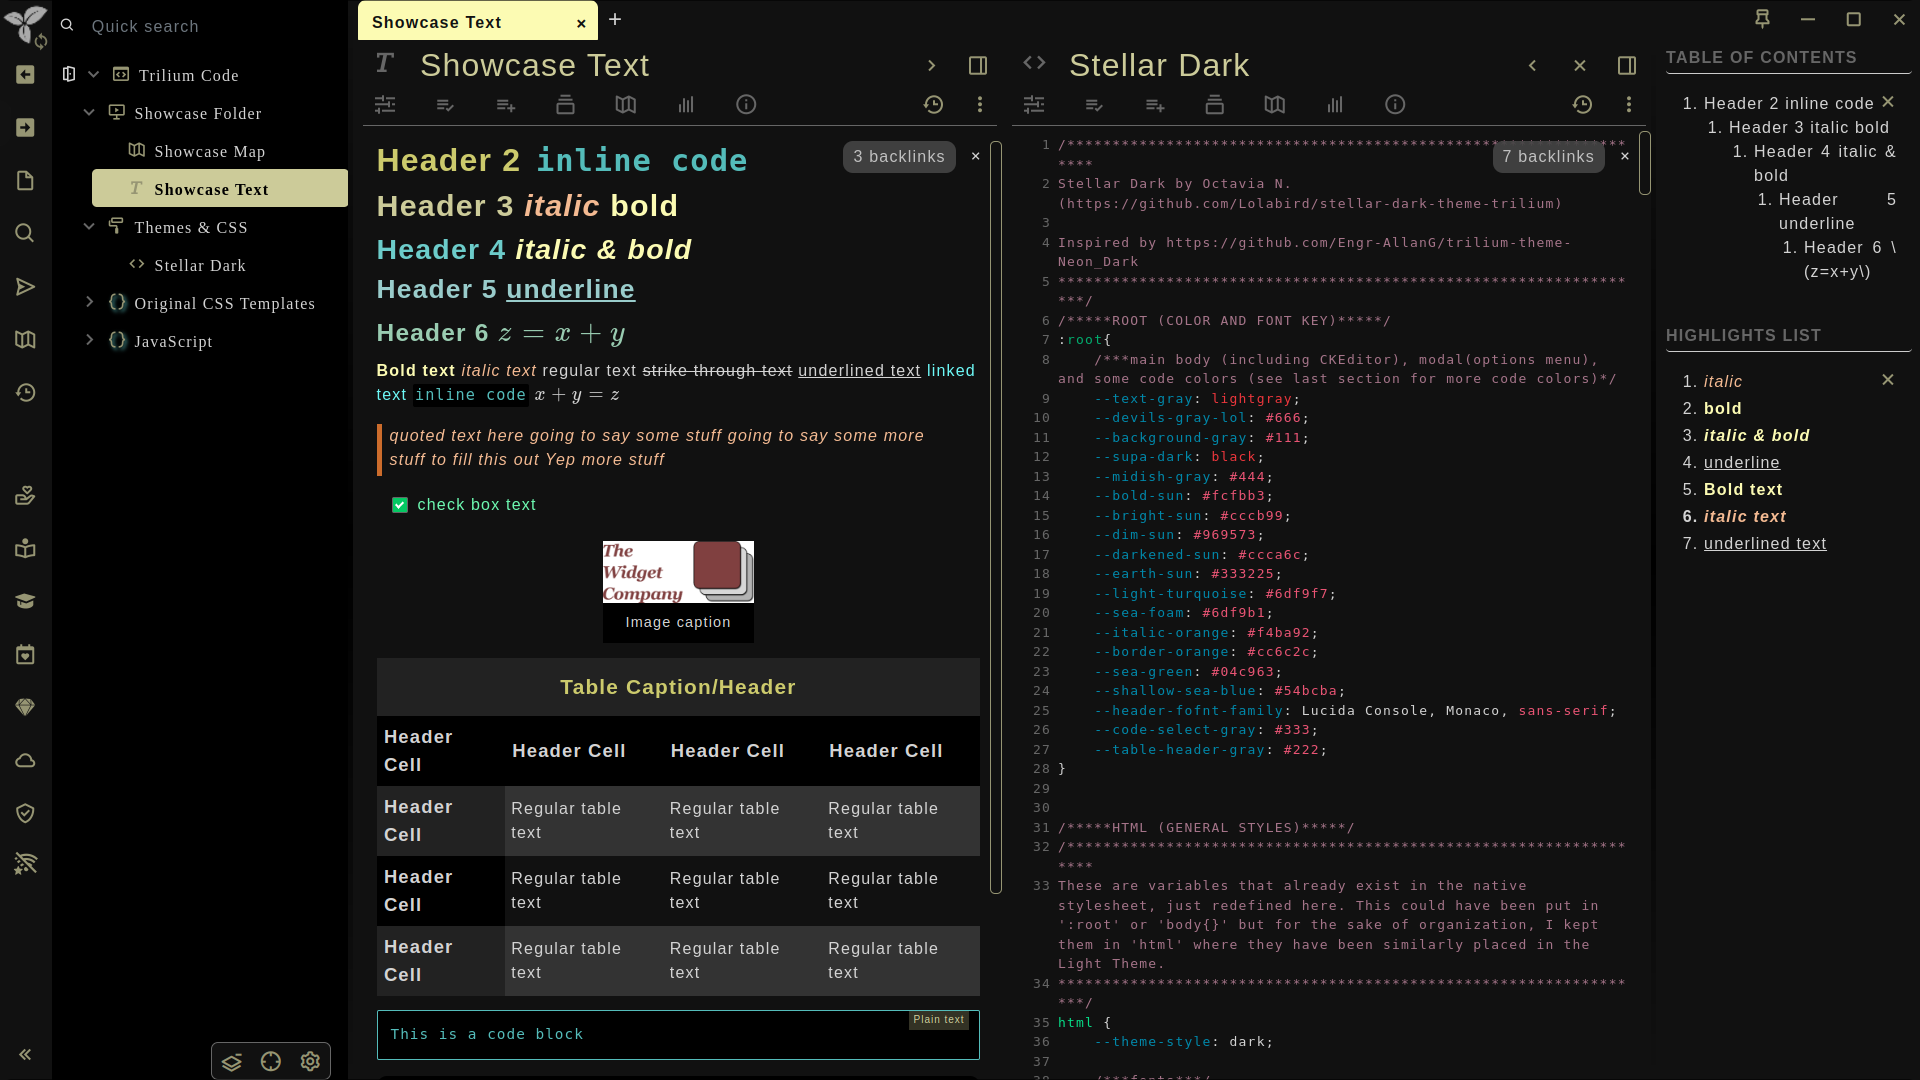 Quick search
Trilium Code
Showcase Folder
Showcase Map
Showcase Text
Themes & CSS
Stellar Dark
Original CSS Templates
JavaScript
Showcase Text
Showcase Text
3 backlinks
Header 2 inline code
Header 3 italic bold
Header 4 italic & bold
Header 5 underline
Header 6 z = x + y
Bold text italic text regular text strike through text underlined text linked
text inline code x + y = z
quoted text here going to say some stuff going to say some more
stuff to fill this out Yep more stuff
check box text
The
Widget
Company
Image caption
Table Caption/Header
Header Cell Header Cell Header Cell Header Cell
Header Cell Regular table text Regular table text Regular table text
Header Cell Regular table text Regular table text Regular table text
Header Cell Regular table text Regular table text Regular table text
Plain text
This is a code block
Stellar Dark
7 backlinks
1 /***************************************************************
****
2 Stellar Dark by Octavia N.
(https://github.com/Lolabird/stellar-dark-theme-trilium)
3
4 Inspired by https://github.com/Engr-AllanG/trilium-theme-
Neon_Dark
5 ***************************************************************
***/
6 /*****ROOT (COLOR AND FONT KEY)*****/
7 :root{
8 /***main body (including CKEditor), modal(options menu),
and some code colors (see last section for more code colors)*/
9 --text-gray: lightgray;
10 --devils-gray-lol: #666;
11 --background-gray: #111;
12 --supa-dark: black;
13 --midish-gray: #444;
14 --bold-sun: #fcfbb3;
15 --bright-sun: #cccb99;
16 --dim-sun: #969573;
17 --darkened-sun: #ccca6c;
18 --earth-sun: #333225;
19 --light-turquoise: #6df9f7;
20 --sea-foam: #6df9b1;
21 --italic-orange: #f4ba92;
22 --border-orange: #cc6c2c;
23 --sea-green: #04c963;
24 --shallow-sea-blue: #54bcba;
25 --header-fofnt-family: Lucida Console, Monaco, sans-serif;
26 --code-select-gray: #333;
27 --table-header-gray: #222;
28 }
29
30
31 /*****HTML (GENERAL STYLES)*****/
32 /**************************************************************
****
33 These are variables that already exist in the native
stylesheet, just redefined here. This could have been put in
':root' or 'body{}' but for the sake of organization, I kept
them in 'html' where they have been similarly placed in the
Light Theme.
34 ***************************************************************
***/
35 html {
36 --theme-style: dark;
37
38 /***fonts***/
TABLE OF CONTENTS
1. Header 2 inline code
1. Header 3 italic bold
1. Header 4 italic &
bold
1. Header 5
underline
1. Header 6 \
(z=x+y\)
HIGHLIGHTS LIST
1. italic
2. bold
3. italic & bold
4. underline
5. Bold text
6. italic text
7. underlined text